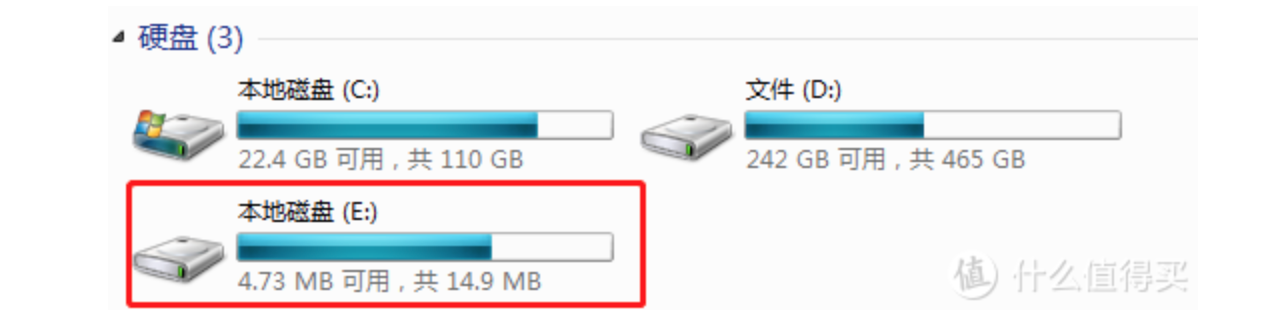 硬盘 (3)
本地磁盘 (C:)
22.4 GB 可用，共 110 GB
文件 (D:)
242 GB 可用，共 465 GB
本地磁盘 (E:)
4.73 MB 可用，共 14.9 MB
值 什么值得买